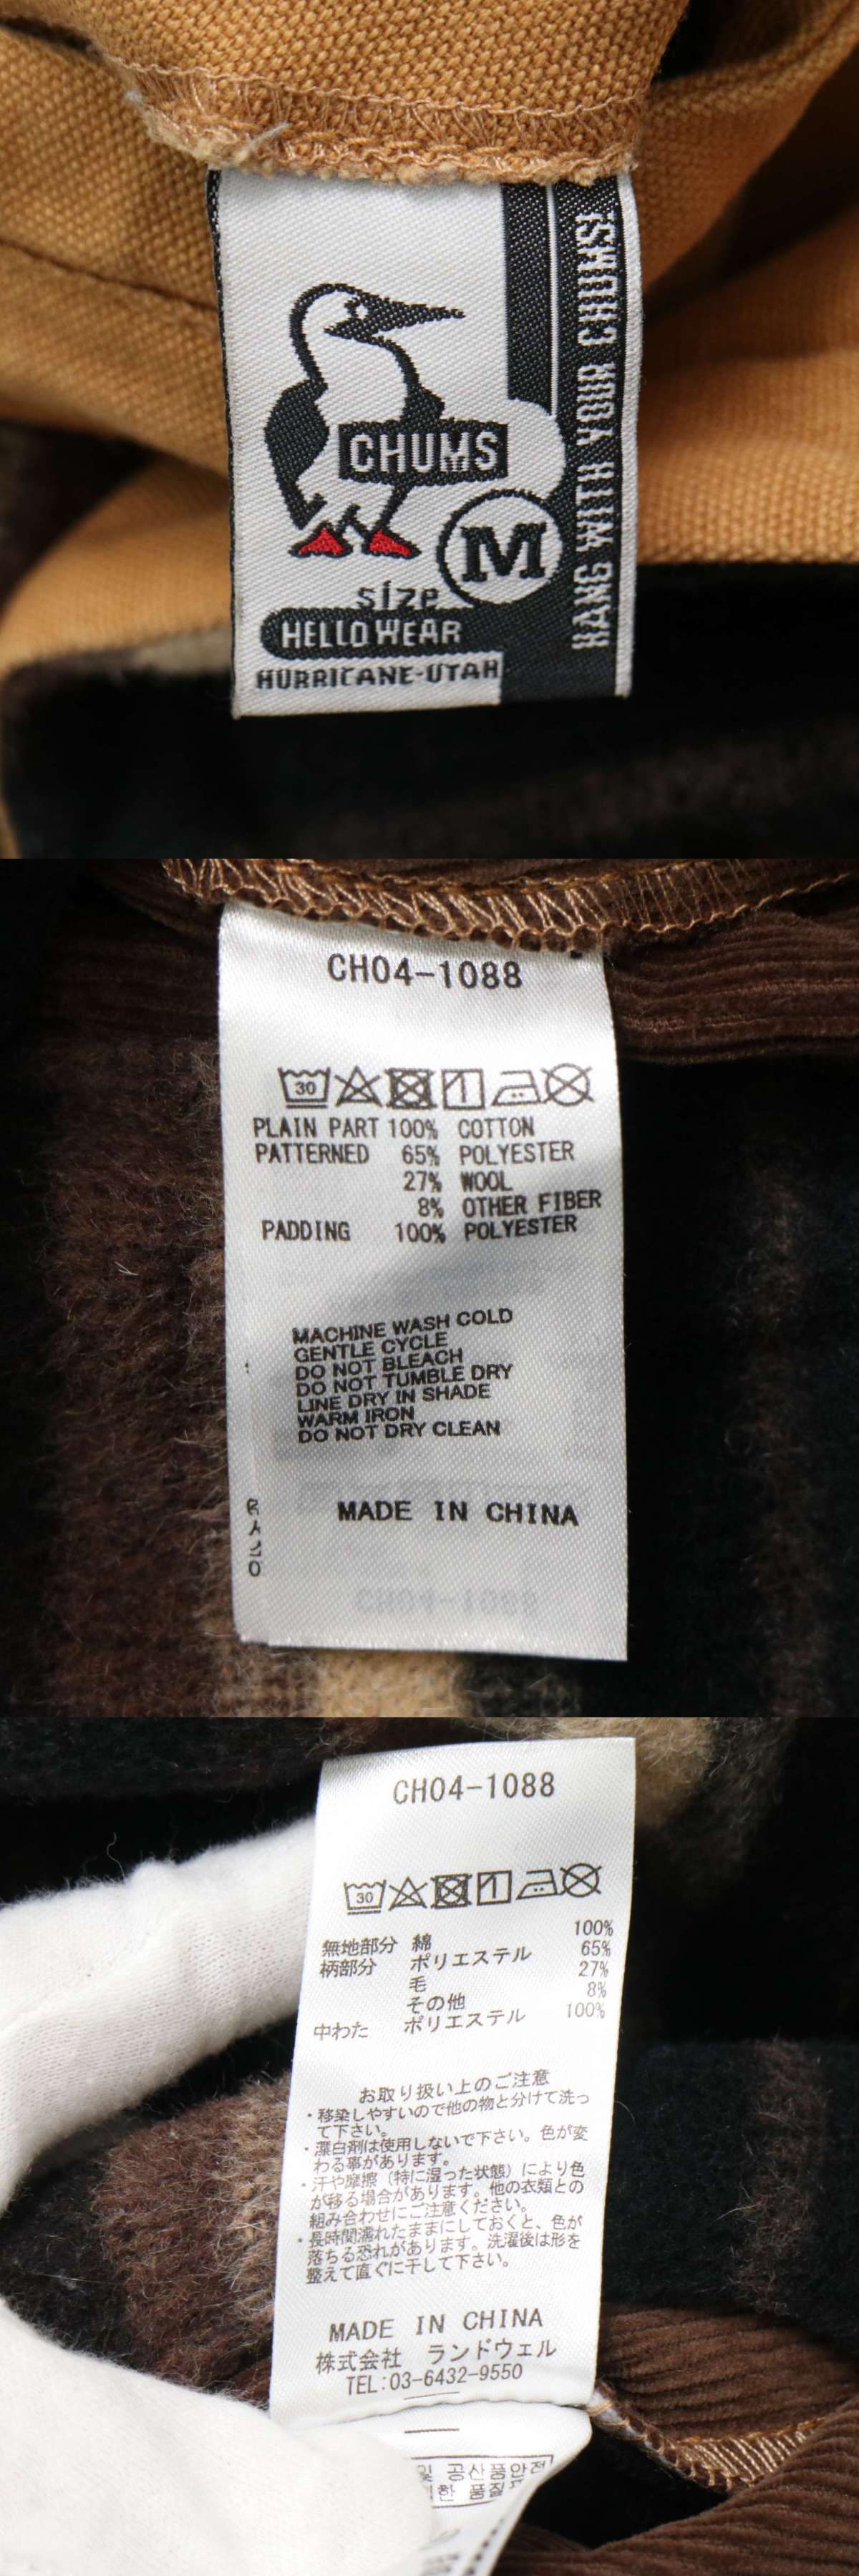 CHUMS
M
size
HELLO WEAR
HURRICANE-UTAH
HANG WITH YOUR CHUMS!
CH04-1088
30
PLAIN PART 100% COTTON
PATTERNED 65% POLYESTER
27% WOOL
8% OTHER FIBER
PADDING 100% POLYESTER
MACHINE WASH COLD
GENTLE CYCLE
DO NOT BLEACH
DO NOT TUMBLE DRY
LINE DRY IN SHADE
WARM IRON
DO NOT DRY CLEAN
MADE IN CHINA
CH04-1088
30
無地部分 綿 100%
柄部分 ポリエステル 65%
毛 27%
その他 8%
中わた ポリエステル 100%
お取り扱い上のご注意
・移染しやすいので他の物と分けて洗っ
て下さい。
・漂白剤は使用しないで下さい。色が変
わる事があります。
・汗や摩擦（特に湿った状態）により色
が移る場合があります。他の衣類との
組み合わせにご注意ください。
・長時間濡れたままにしておくと、色が
落ちる恐れがあります。洗濯後は形を
整えて直ぐに干して下さい。
MADE IN CHINA
株式会社 ランドウェル
TEL:03-6432-9550
및 공산품안전
한 품질